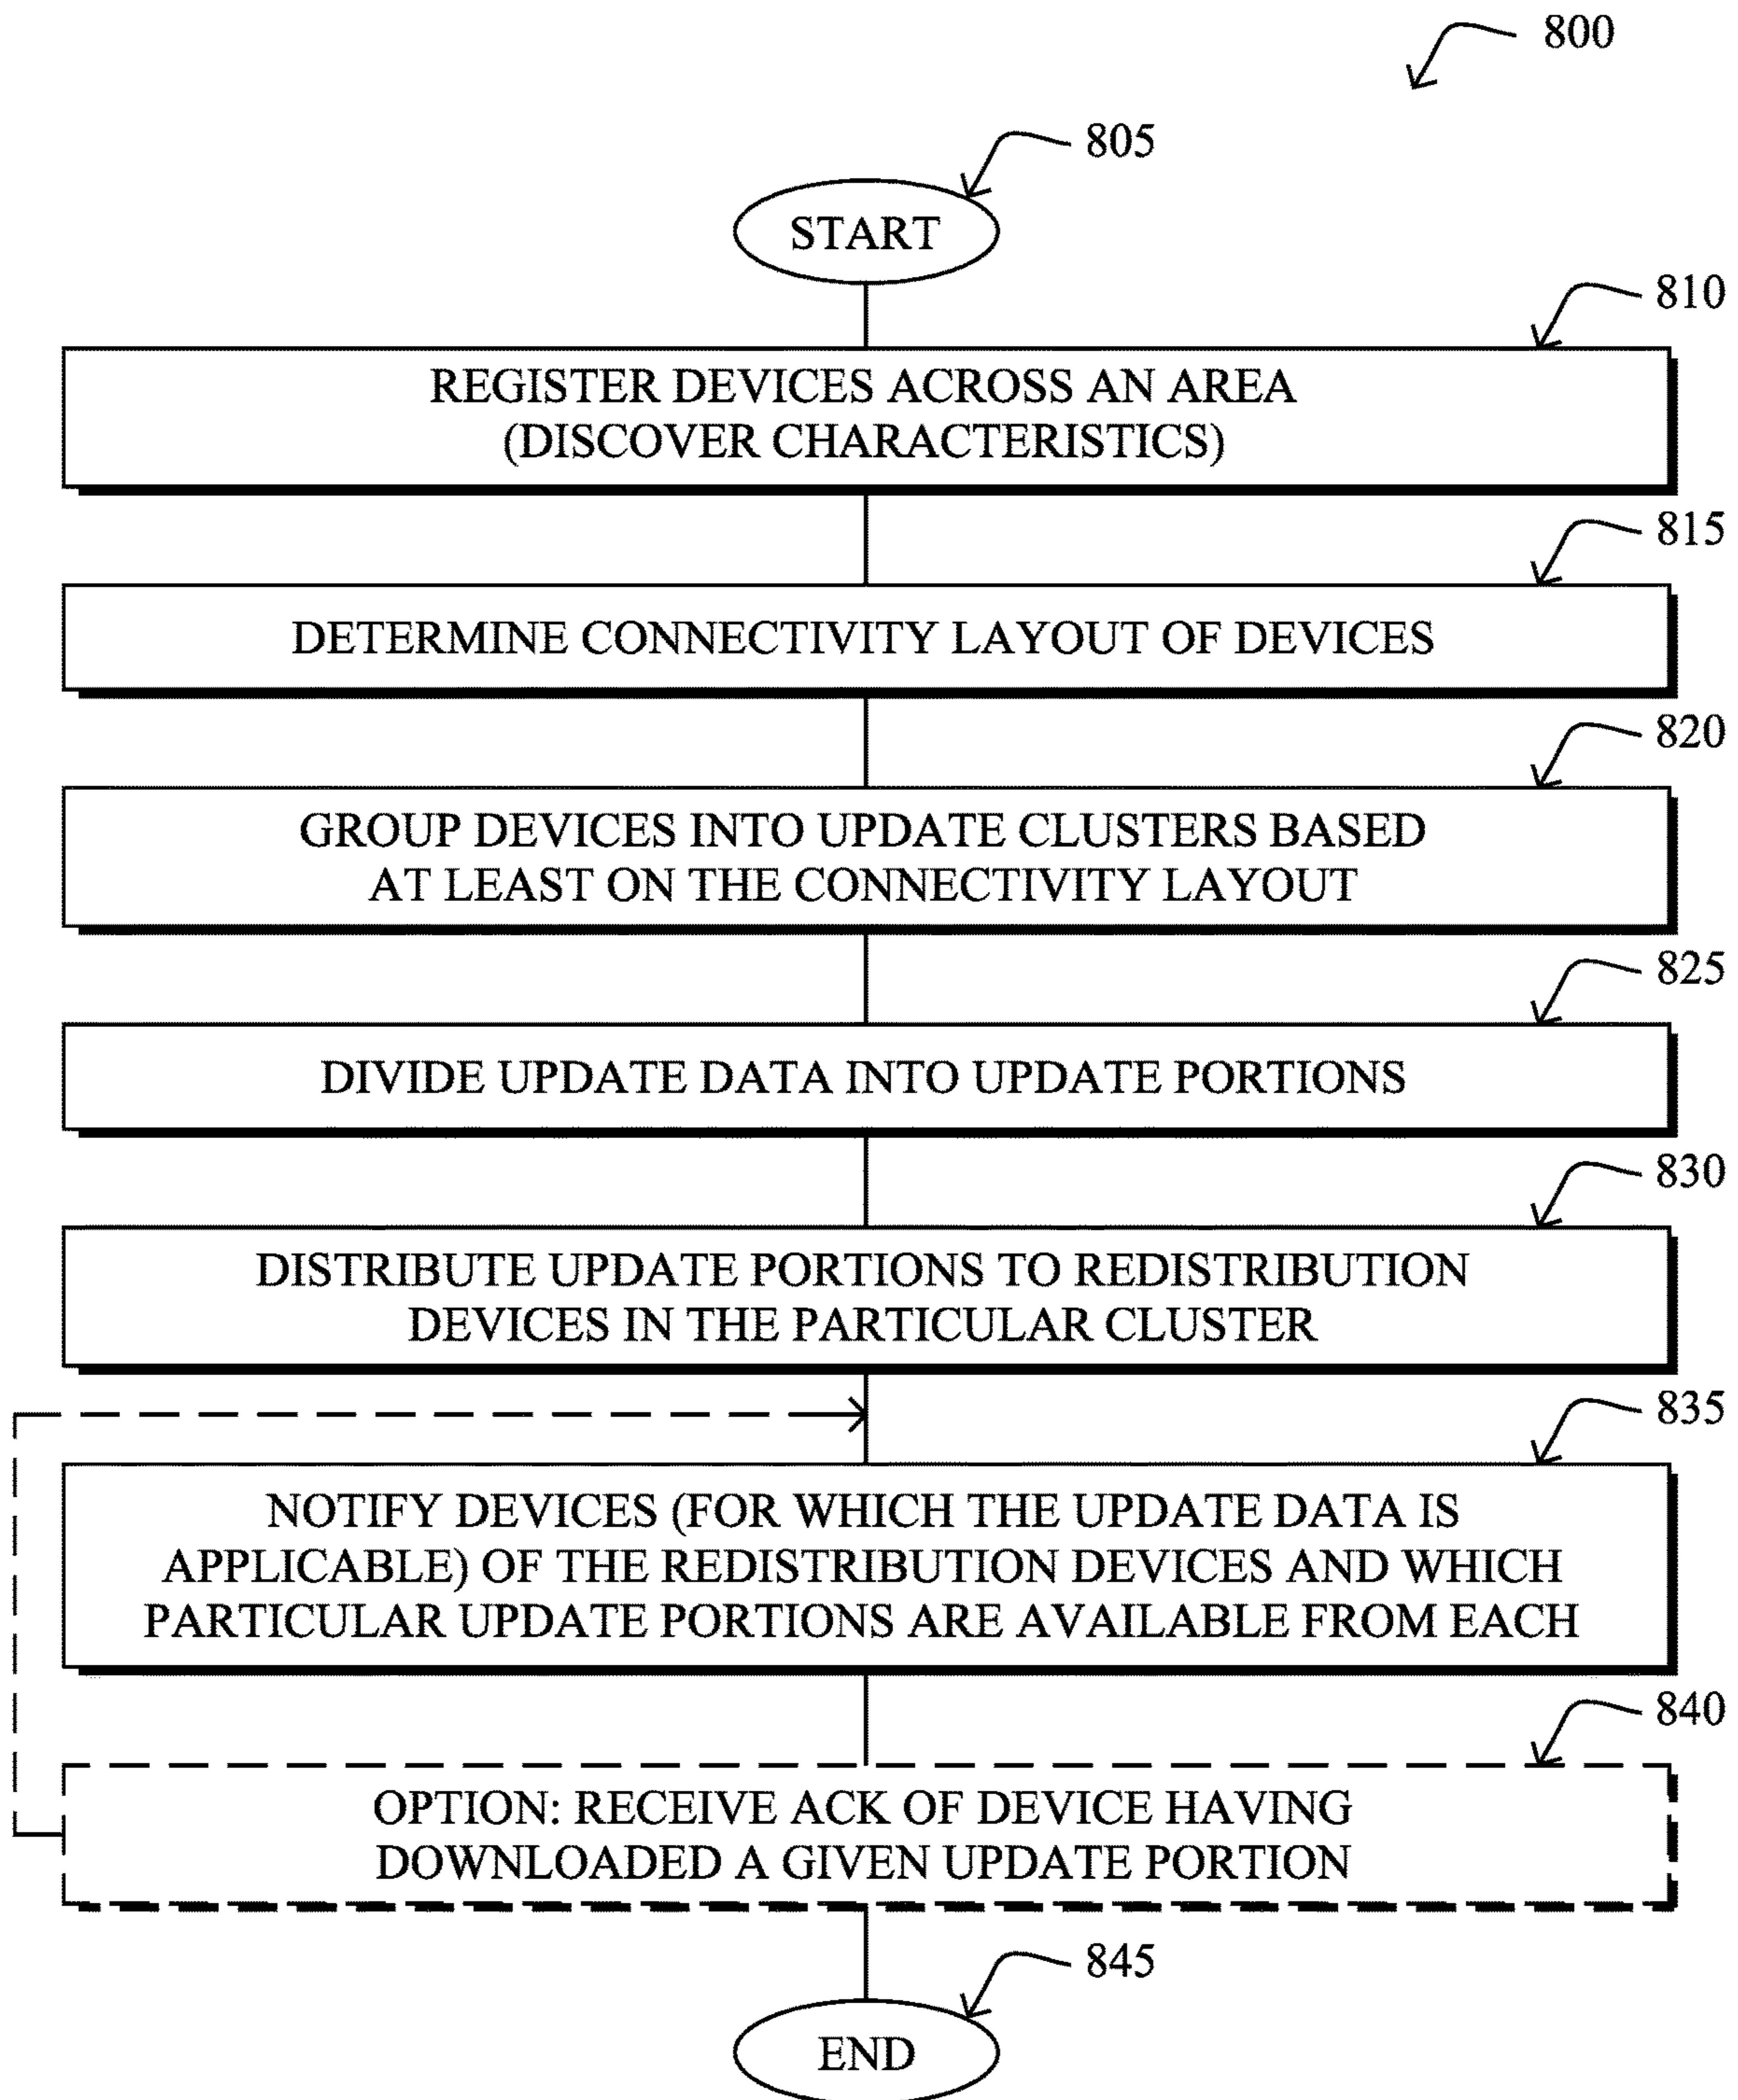 800
805
START
810
REGISTER DEVICES ACROSS AN AREA
(DISCOVER CHARACTERISTICS)
815
DETERMINE CONNECTIVITY LAYOUT OF DEVICES
820
GROUP DEVICES INTO UPDATE CLUSTERS BASED
AT LEAST ON THE CONNECTIVITY LAYOUT
825
DIVIDE UPDATE DATA INTO UPDATE PORTIONS
830
DISTRIBUTE UPDATE PORTIONS TO REDISTRIBUTION
DEVICES IN THE PARTICULAR CLUSTER
835
NOTIFY DEVICES (FOR WHICH THE UPDATE DATA IS
APPLICABLE) OF THE REDISTRIBUTION DEVICES AND WHICH
PARTICULAR UPDATE PORTIONS ARE AVAILABLE FROM EACH
840
OPTION: RECEIVE ACK OF DEVICE HAVING
DOWNLOADED A GIVEN UPDATE PORTION
845
END